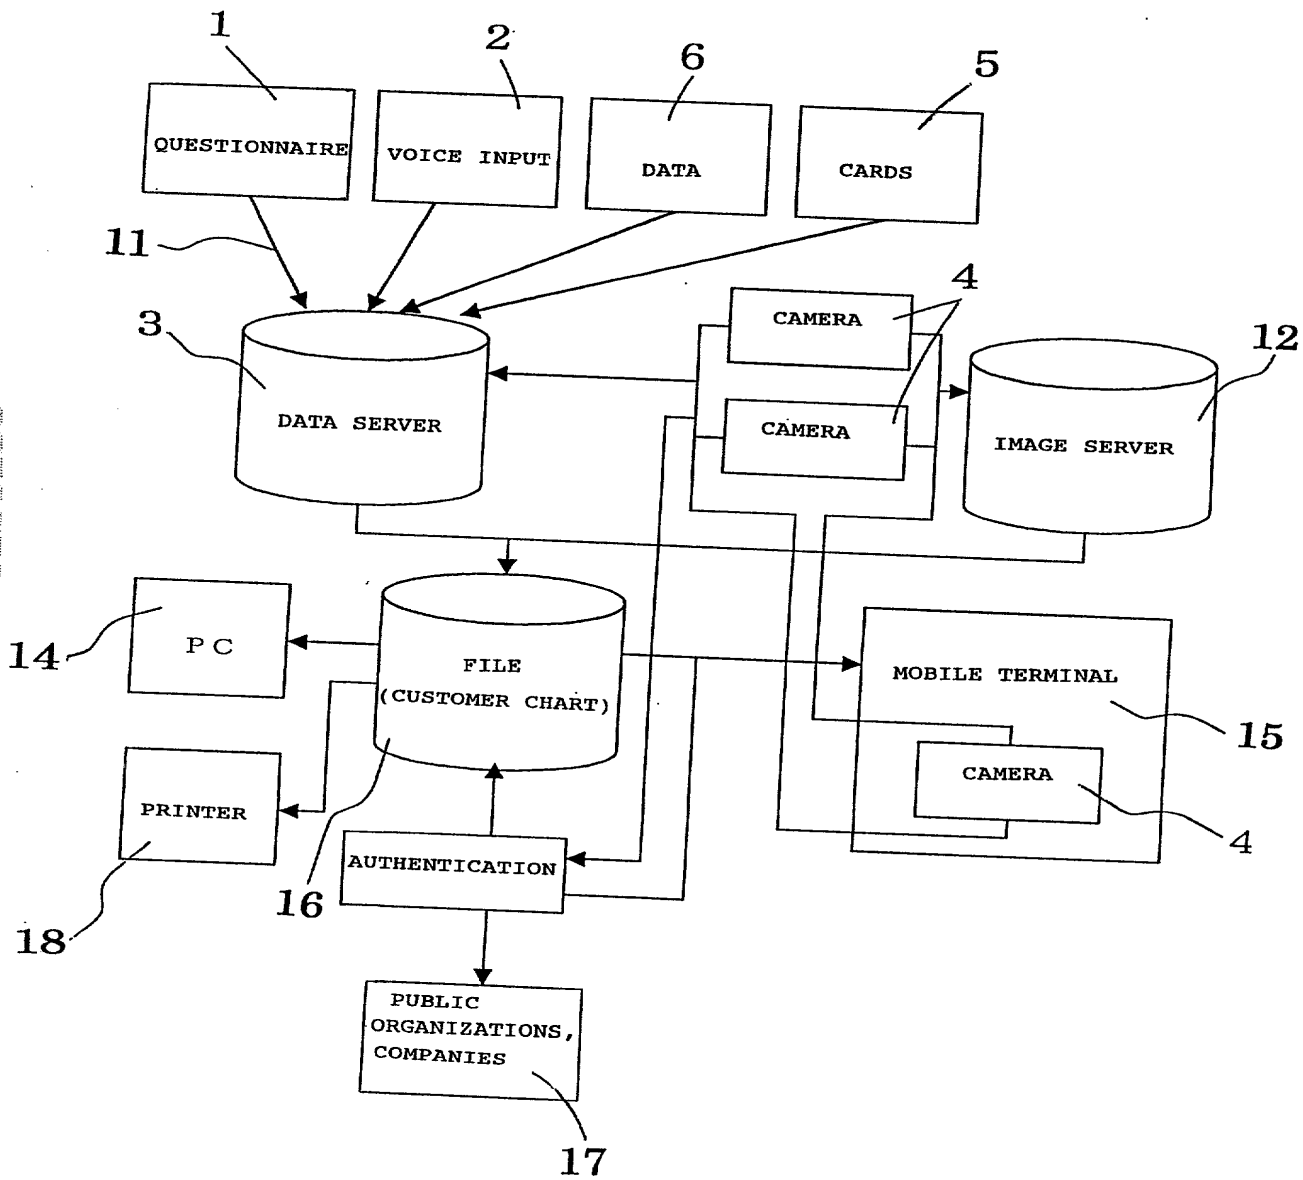 1
2
6
5
QUESTIONNAIRE
VOICE INPUT
DATA
CARDS
11
4
3
CAMERA
12
DATA SERVER
CAMERA
IMAGE SERVER
14
PC
FILE
(CUSTOMER CHART)
MOBILE TERMINAL
15
CAMERA
PRINTER
4
AUTHENTICATION
16
18
PUBLIC
ORGANIZATIONS,
COMPANIES
17